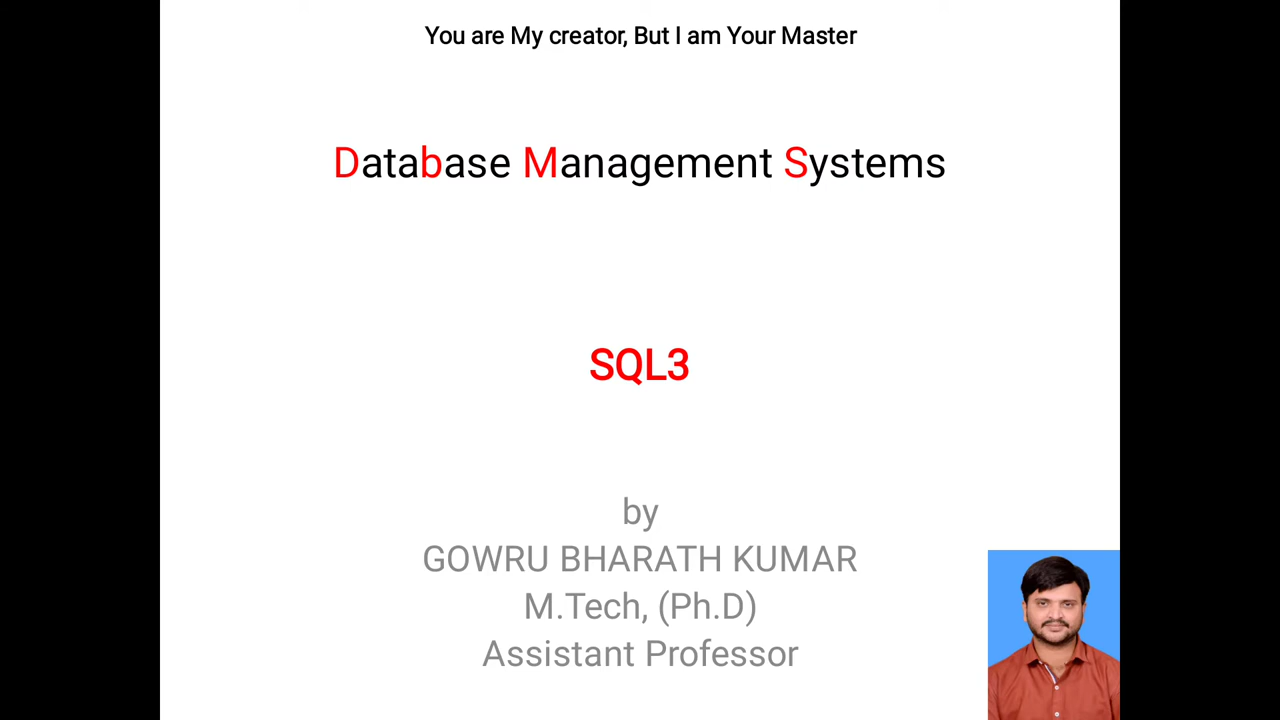 You are My creator, But I am Your Master
Database Management Systems
SQL3
by
GOWRU BHARATH KUMAR
M.Tech, (Ph.D)
Assistant Professor